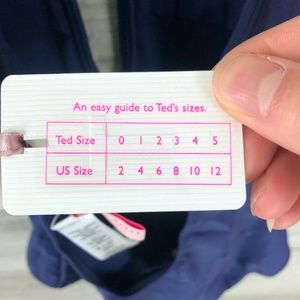 An easy guide to Ted's sizes.
Ted Size 0 1 2 3 4 5
US Size 2 4 6 8 10 12